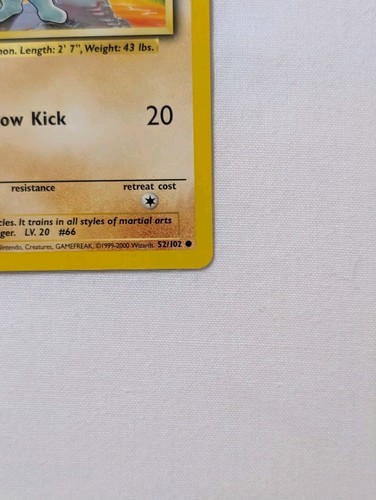 non. Length: 2' 7", Weight: 43 lbs.
ow Kick 20
resistance retreat cost
cles. It trains in all styles of martial arts
ger. LV. 20 #66
Nintendo, Creatures, GAMEFREAK. ©1999-2000 Wizards. 52/102